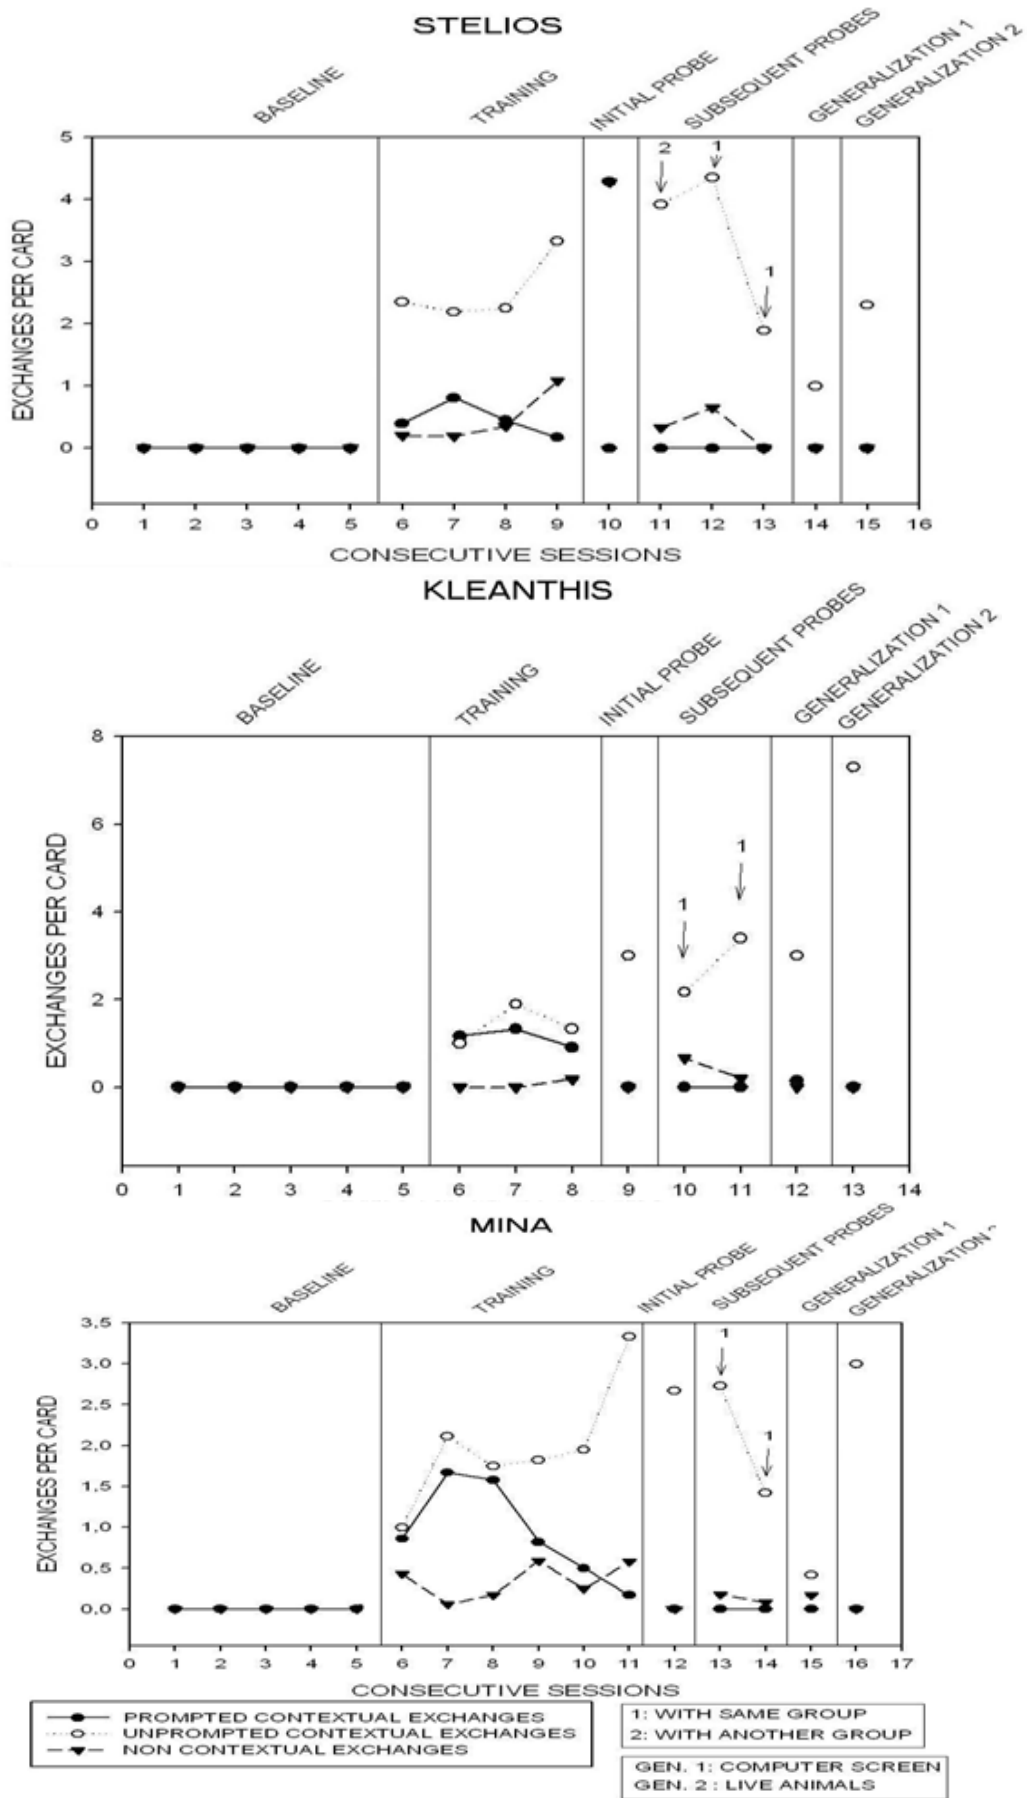 STELIOS
BASELINE
TRAINING
INITIAL PROBE
SUBSEQUENT PROBES
GENERALIZATION 1
GENERALIZATION 2
EXCHANGES PER CARD
5
4
3
2
1
0
2
1
1
0 1 2 3 4 5 6 7 8 9 10 11 12 13 14 15 16
CONSECUTIVE SESSIONS
KLEANTHIS
BASELINE
TRAINING
INITIAL PROBE
SUBSEQUENT PROBES
GENERALIZATION 1
GENERALIZATION 2
EXCHANGES PER CARD
8
6
4
2
0
1
1
0 1 2 3 4 5 6 7 8 9 10 11 12 13 14
MINA
BASELINE
TRAINING
INITIAL PROBE
SUBSEQUENT PROBES
GENERALIZATION 1
GENERALIZATION
EXCHANGES PER CARD
3.5
3.0
2.5
2.0
1.5
1.0
0.5
0.0
1
1
0 1 2 3 4 5 6 7 8 9 10 11 12 13 14 15 16 17
CONSECUTIVE SESSIONS
PROMPTED CONTEXTUAL EXCHANGES
UNPROMPTED CONTEXTUAL EXCHANGES
NON CONTEXTUAL EXCHANGES
1: WITH SAME GROUP
2: WITH ANOTHER GROUP
GEN. 1: COMPUTER SCREEN
GEN. 2 : LIVE ANIMALS